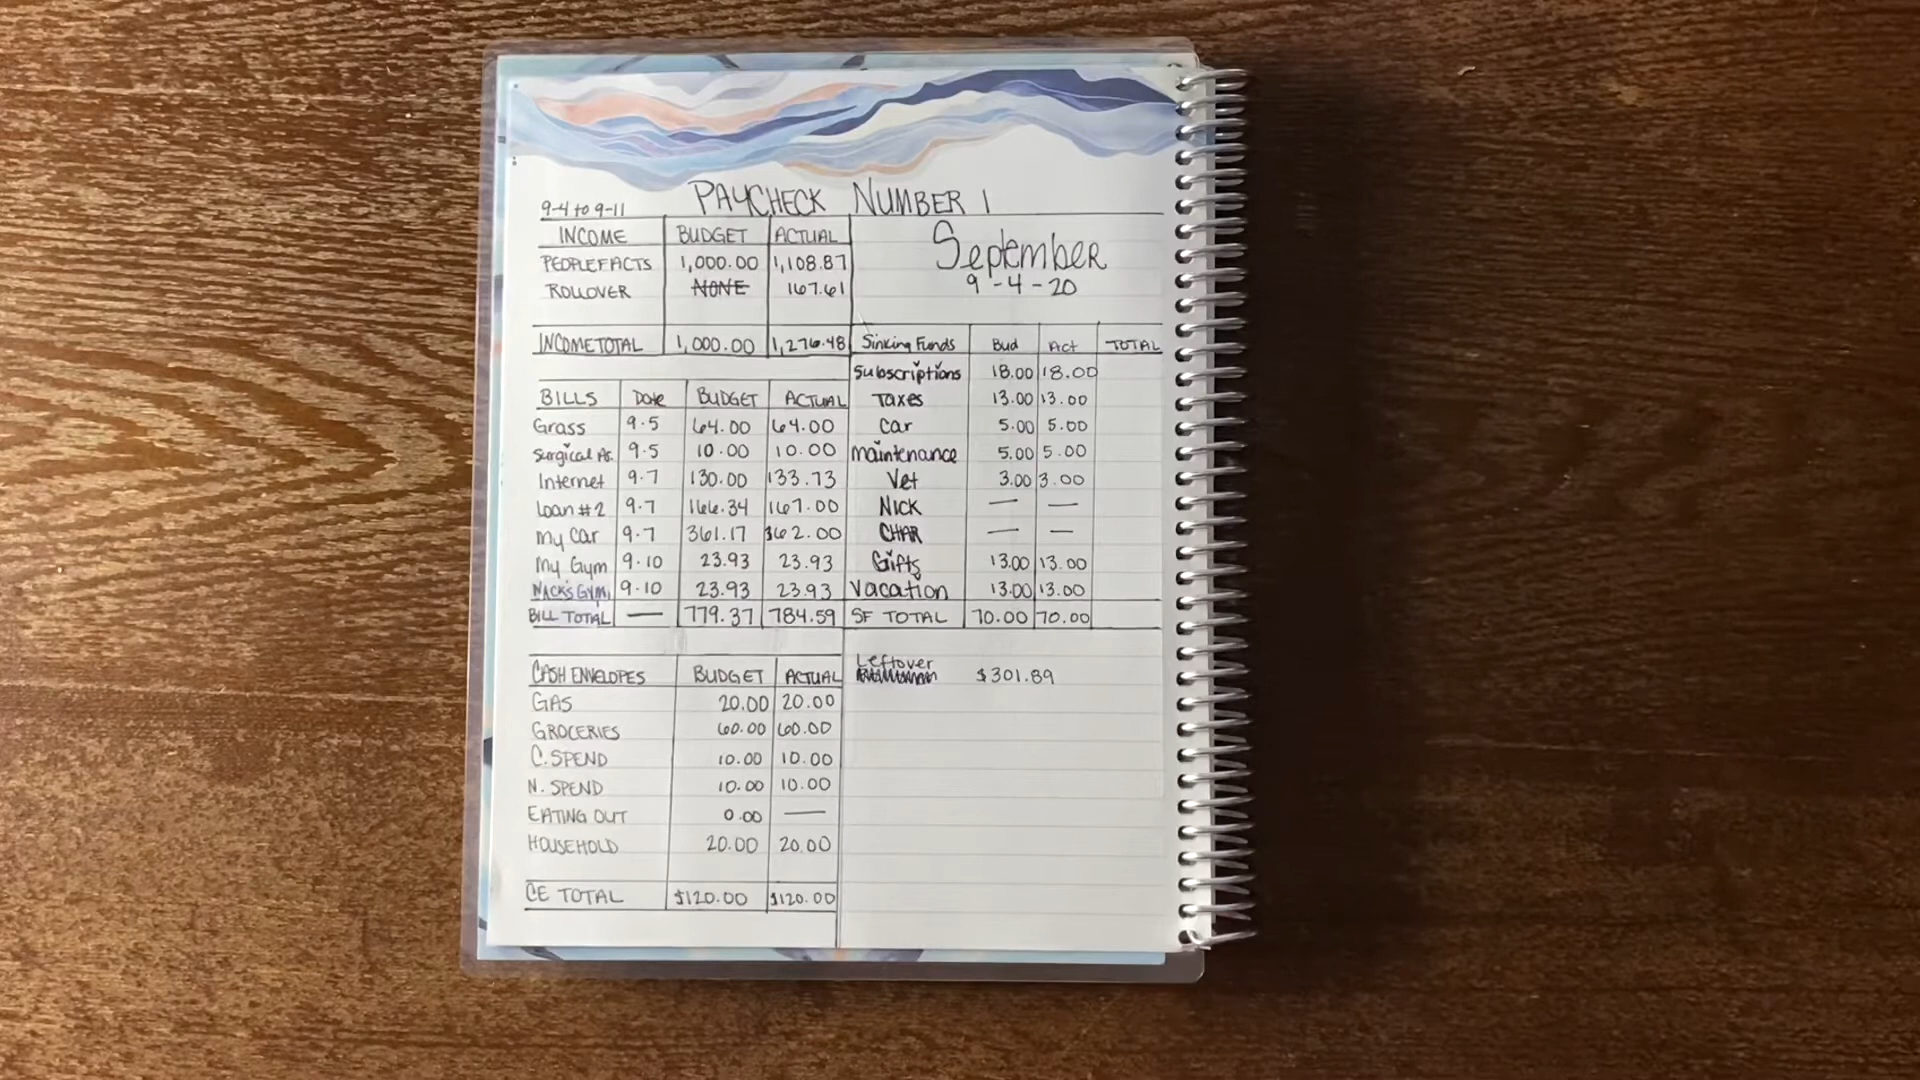 PAYCHECK NUMBER 1
9-4 to 9-11
INCOME BUDGET ACTUAL
PEOPLEFACTS 1,000.00 1,108.87
ROLLOVER NONE 167.61
INCOME TOTAL 1,000.00 1,276.48
September
9-4-20
BILLS Date BUDGET ACTUAL
Grass 9.5 64.00 64.00
Surgical As. 9.5 10.00 10.00
Internet 9.7 130.00 133.73
Loan #2 9.7 166.34 167.00
My Car 9.7 361.17 362.00
My Gym 9.10 23.93 23.93
NACK'S GYM 9.10 23.93 23.93
BILL TOTAL — 779.37 784.59
Sinking Funds Bud Act TOTAL
Subscriptions 18.00 18.00
Taxes 13.00 13.00
Car 5.00 5.00
maintenance 5.00 5.00
Vet 3.00 3.00
NICK — —
CHAR — —
Gifts 13.00 13.00
Vacation 13.00 13.00
SF TOTAL 70.00 70.00
CASH ENVELOPES BUDGET ACTUAL
GAS 20.00 20.00
GROCERIES 60.00 60.00
C. SPEND 10.00 10.00
N. SPEND 10.00 10.00
EATING OUT 0.00 —
HOUSEHOLD 20.00 20.00
CE TOTAL $120.00 $120.00
Leftover
$301.89